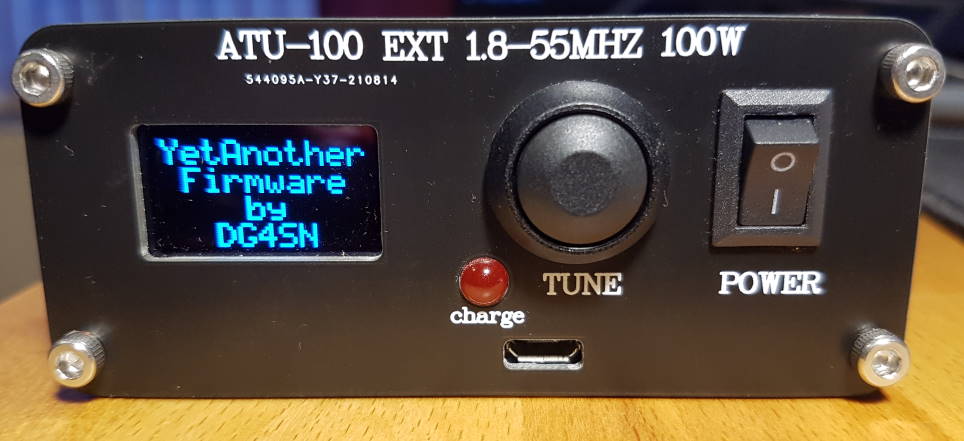 ATU-100 EXT 1.8-55MHZ 100W
S44095A-Y37-210814
YetAnother
Firmware
by
DG4SN
TUNE
POWER
charge